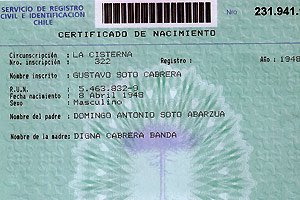 SERVICIO DE REGISTRO
CIVIL E IDENTIFICACION
CHILE
Nro 231.941.
CERTIFICADO DE NACIMIENTO
Circunscripción : LA CISTERNA
Nro. inscripción : 322 Registro : Año : 1948
Nombre inscrito : GUSTAVO SOTO CABRERA
R.U.N. : 5.463.832-9
Fecha nacimiento : 8 Abril 1948
Sexo : Masculino
Nombre del padre : DOMINGO ANTONIO SOTO ABARZUA
Nombre de la madre: DIGNA CABRERA BANDA